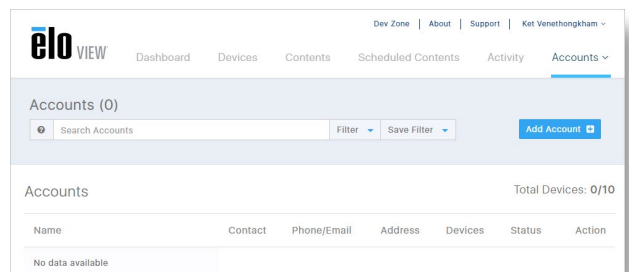 Dev Zone | About | Support | Ket Venethongkham
elo VIEW Dashboard Devices Contents Scheduled Contents Activity Accounts
Accounts (0)
Search Accounts Filter Save Filter Add Account
Accounts Total Devices: 0/10
Name Contact Phone/Email Address Devices Status Action
No data available